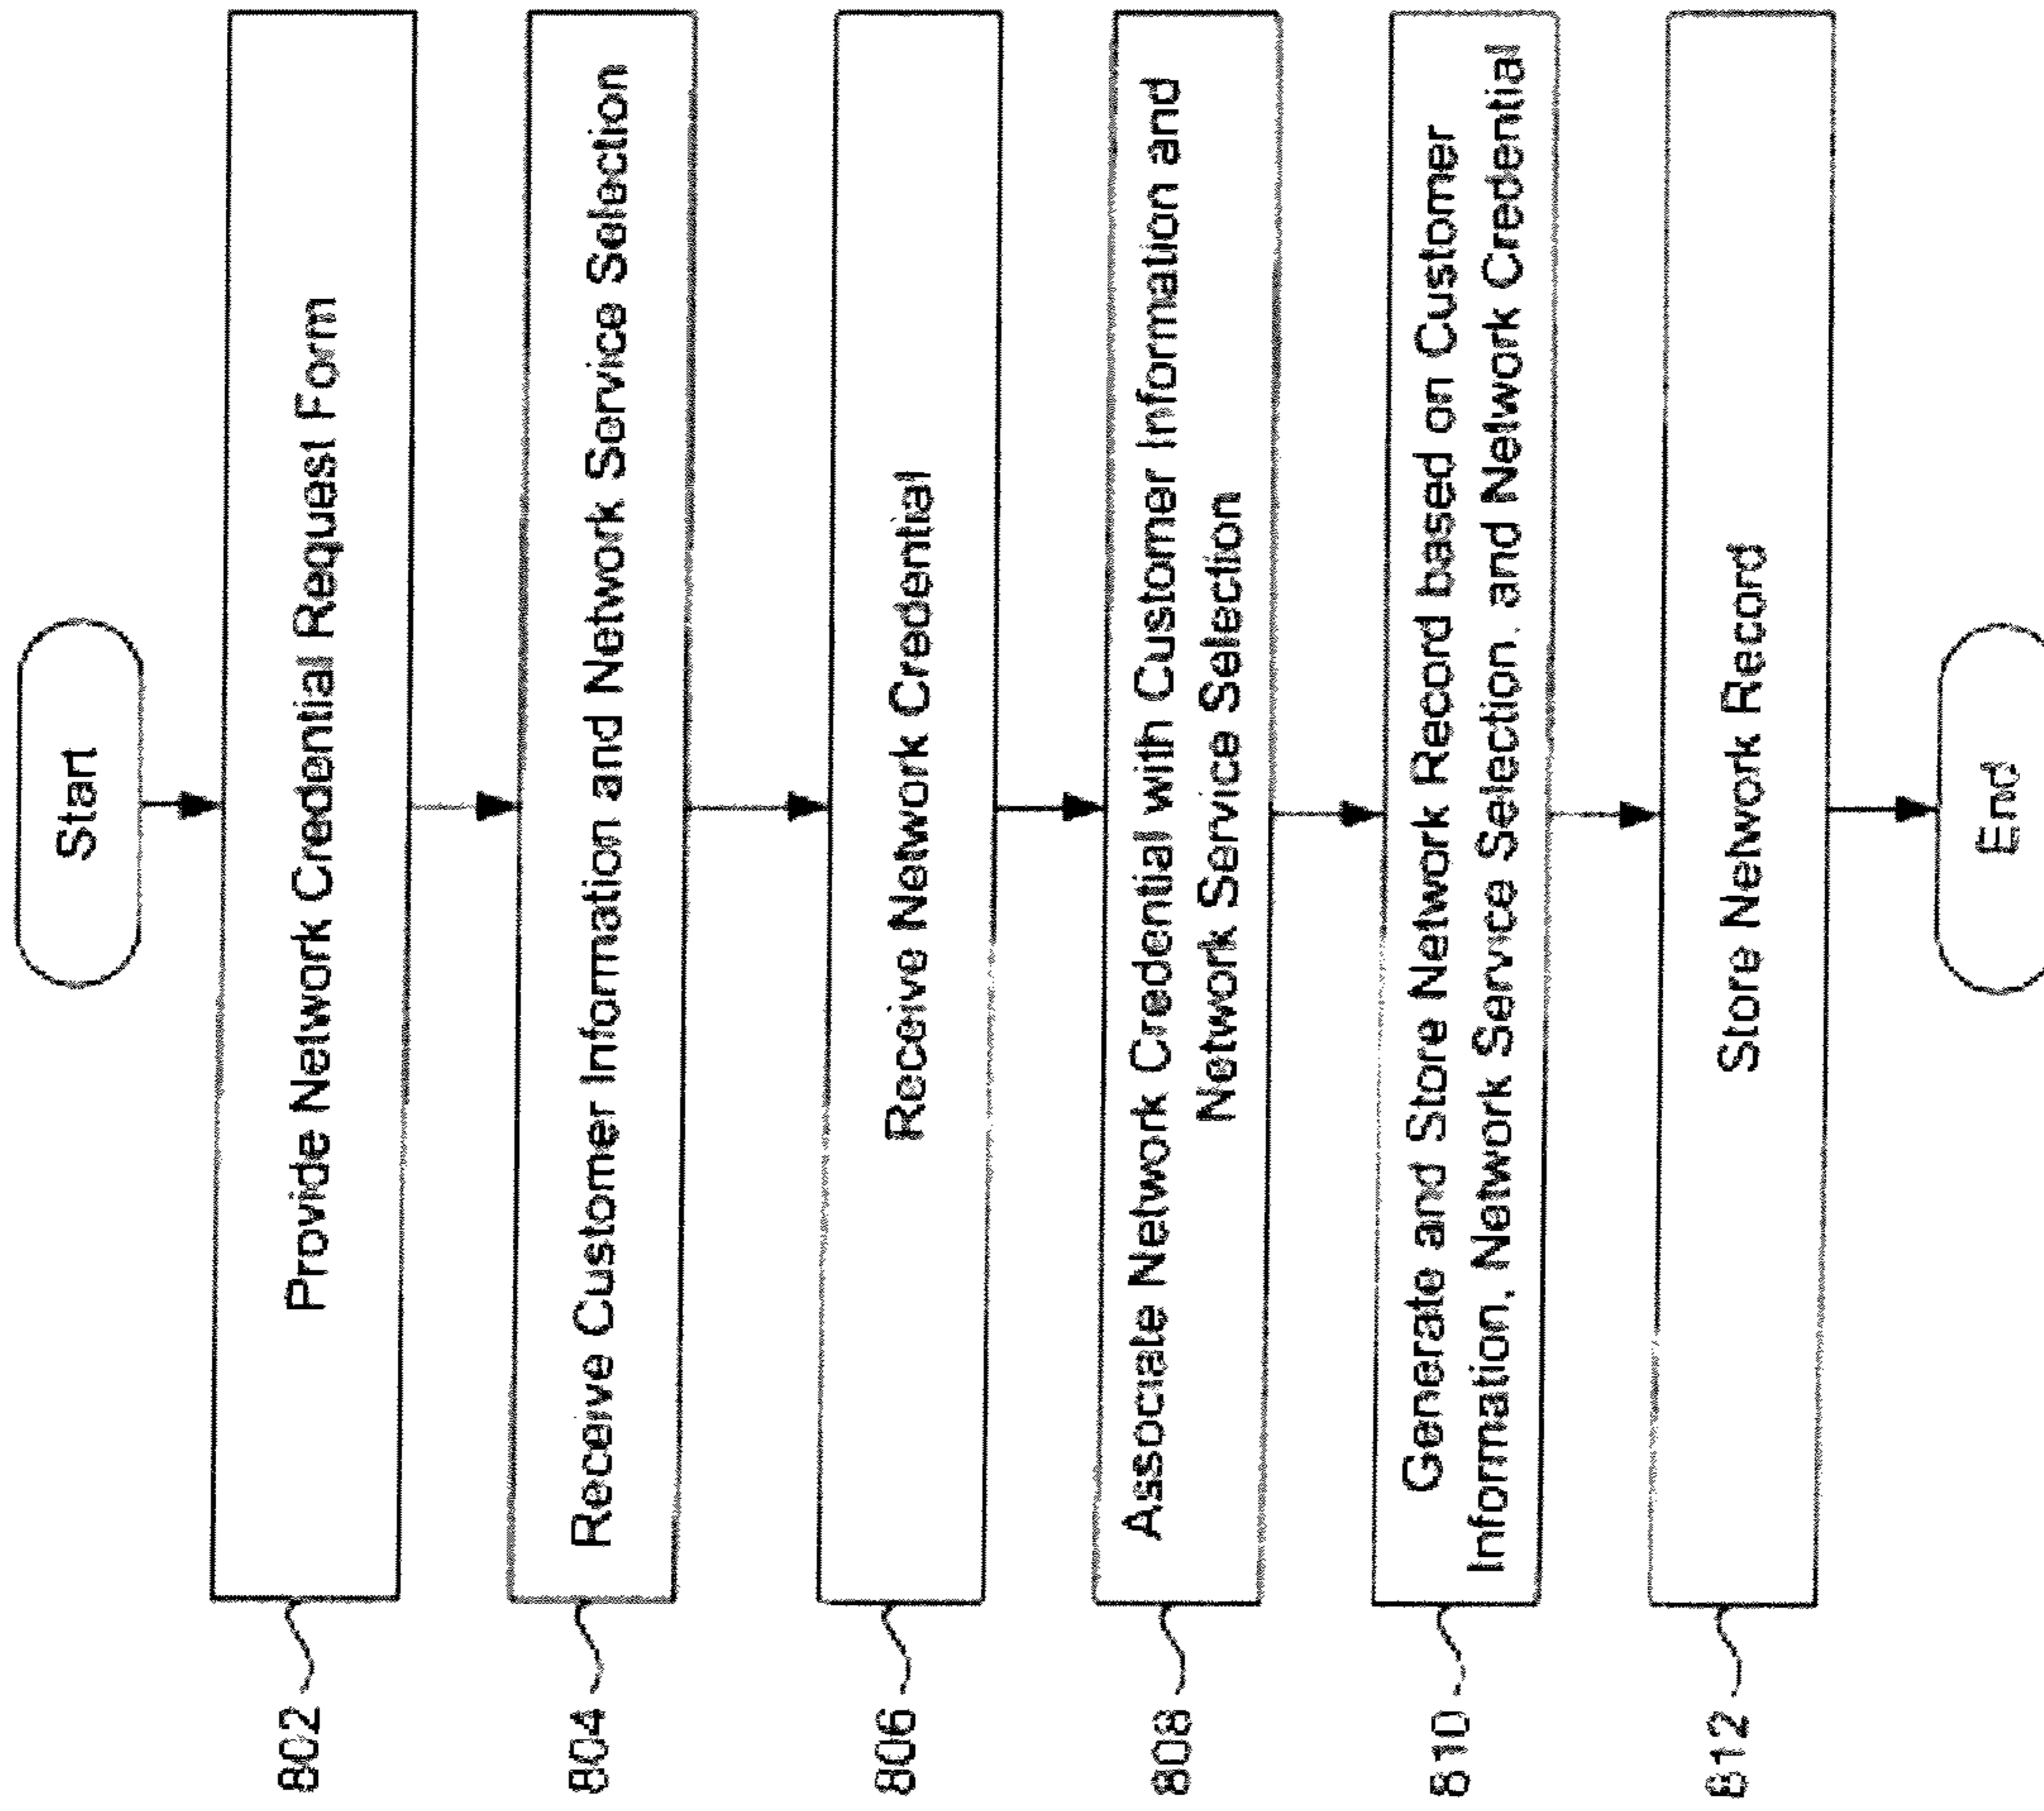 Start
802
Provide Network Credential Request Form
804
Receive Customer Information and Network Service Selection
806
Receive Network Credential
808
Associate Network Credential with Customer Information and
Network Service Selection
810
Generate and Store Network Record based on Customer
Information, Network Service Selection, and Network Credential
812
Store Network Record
End